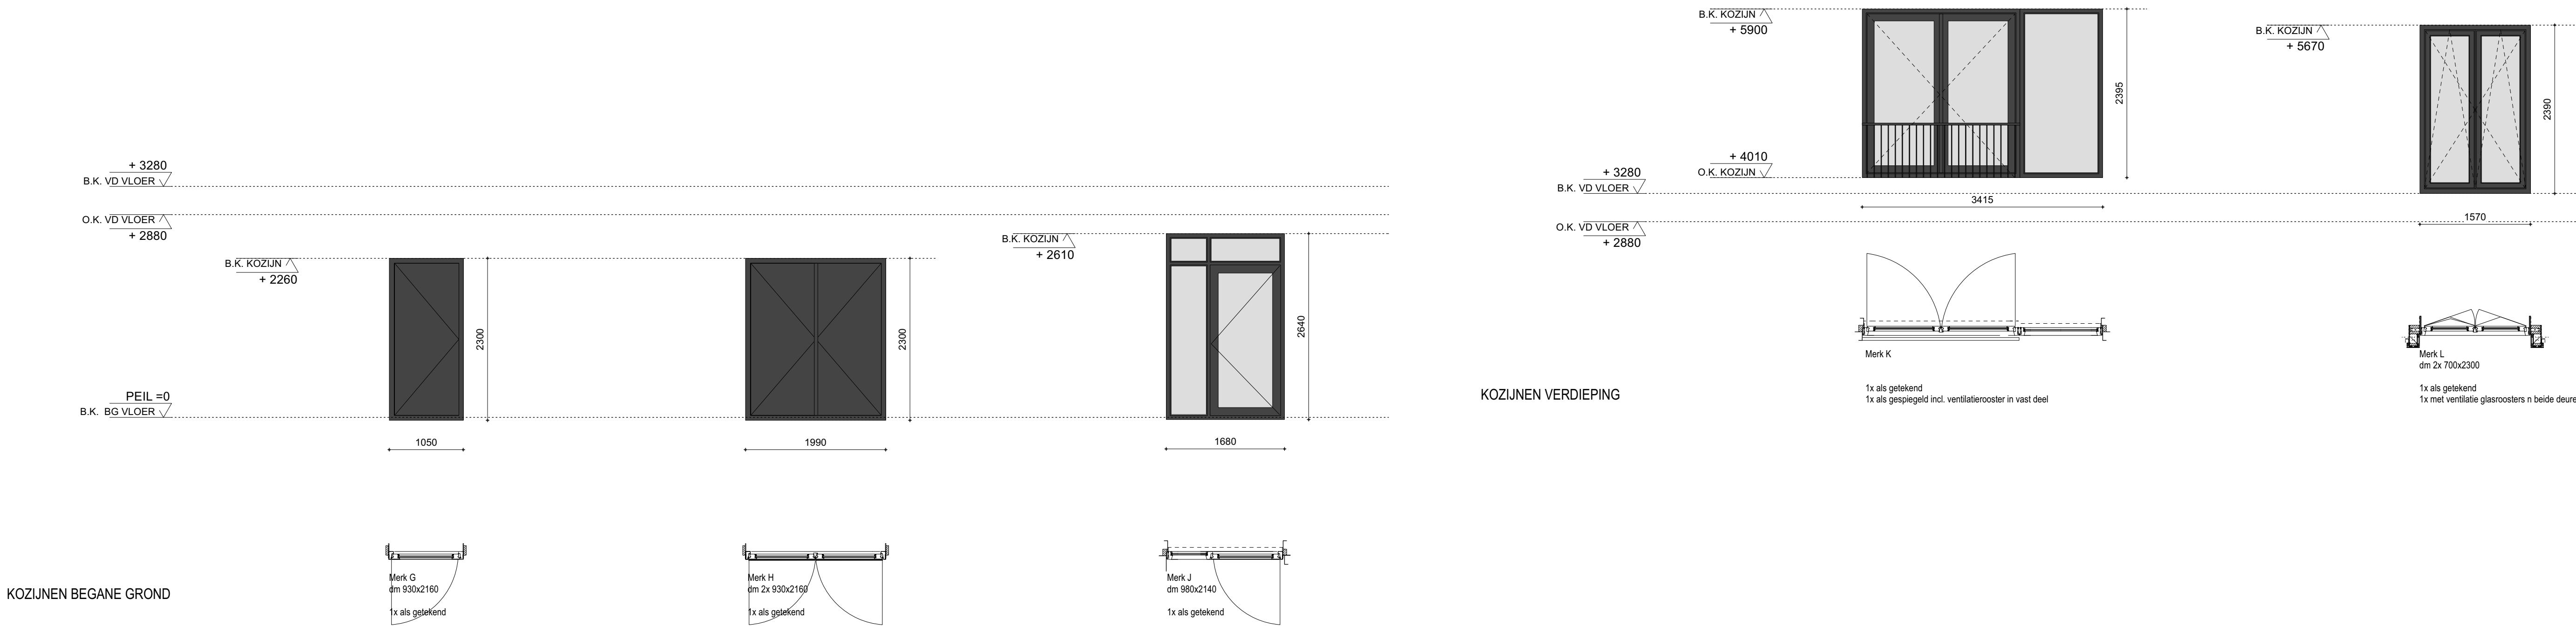 + 3280
B.K. VD VLOER
O.K. VD VLOER
+ 2880
B.K. KOZIJN
+ 2260
PEIL =0
B.K. BG VLOER
2300
1050
2300
1990
B.K. KOZIJN
+ 2610
2640
1680
KOZIJNEN BEGANE GROND
Merk G
dm 930x2160
1x als getekend
Merk H
dm 2x 930x2160
1x als getekend
Merk J
dm 980x2140
1x als getekend
B.K. KOZIJN
+ 5900
+ 4010
O.K. KOZIJN
2395
3415
+ 3280
B.K. VD VLOER
O.K. VD VLOER
+ 2880
B.K. KOZIJN
+ 5670
2390
1570
KOZIJNEN VERDIEPING
Merk K
1x als getekend
1x als gespiegeld incl. ventilatierooster in vast deel
Merk L
dm 2x 700x2300
1x als getekend
1x met ventilatie glasroosters n beide deure